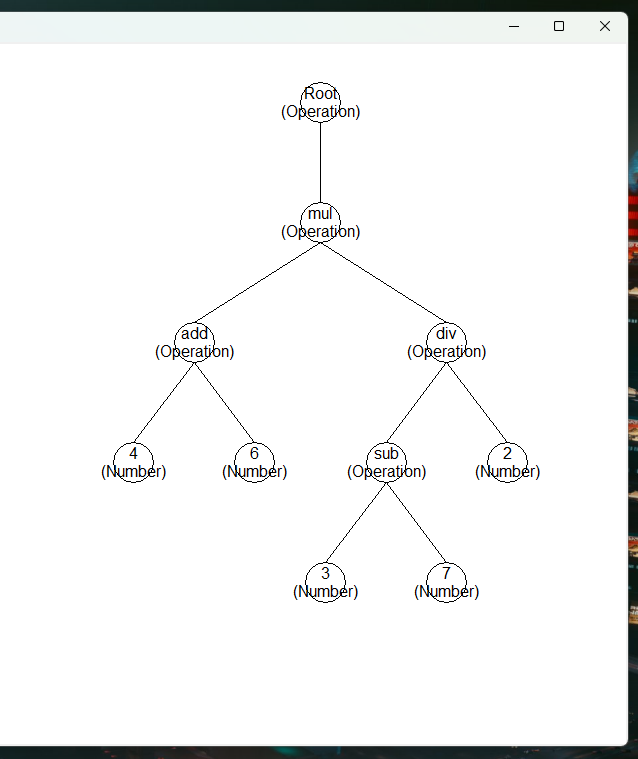 Root
(Operation)
mul
(Operation)
add
(Operation)
div
(Operation)
4
(Number)
6
(Number)
sub
(Operation)
2
(Number)
3
(Number)
7
(Number)